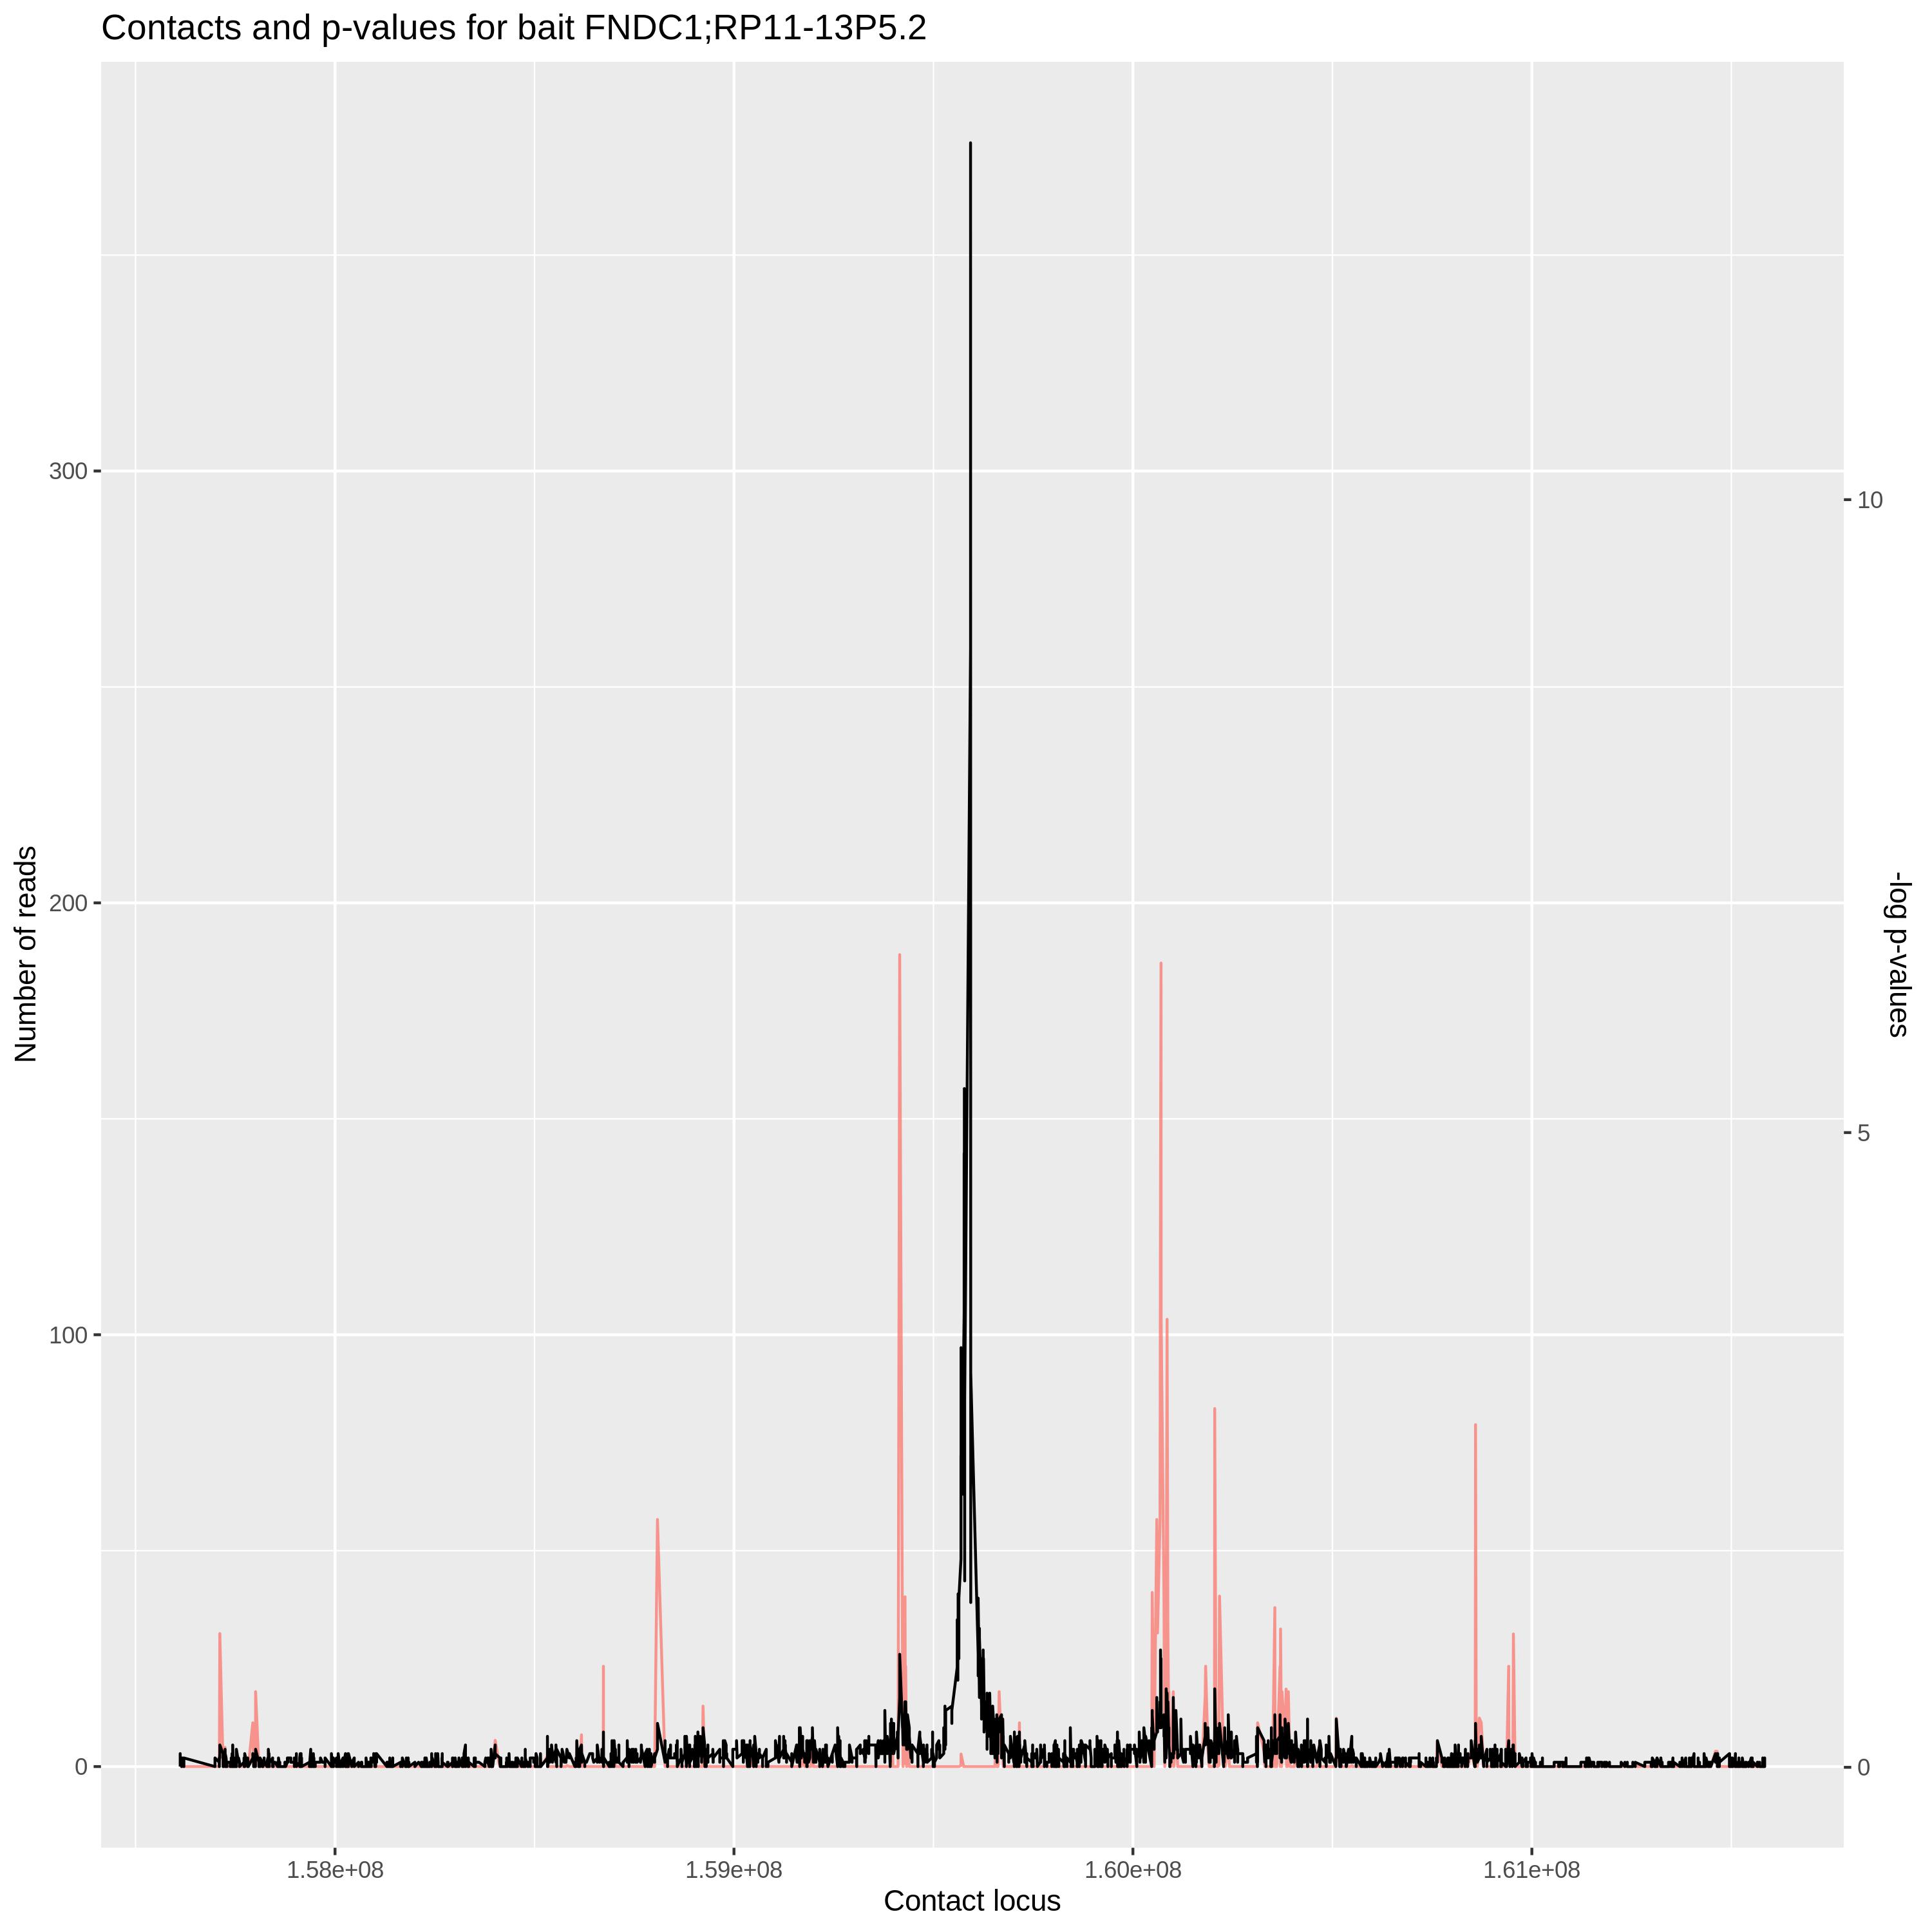 Contacts and p-values for bait FNDC1;RP11-13P5.2
Number of reads
300
200
100
0
10
5
0
-log p-values
1.58e+08
1.59e+08
1.60e+08
1.61e+08
Contact locus